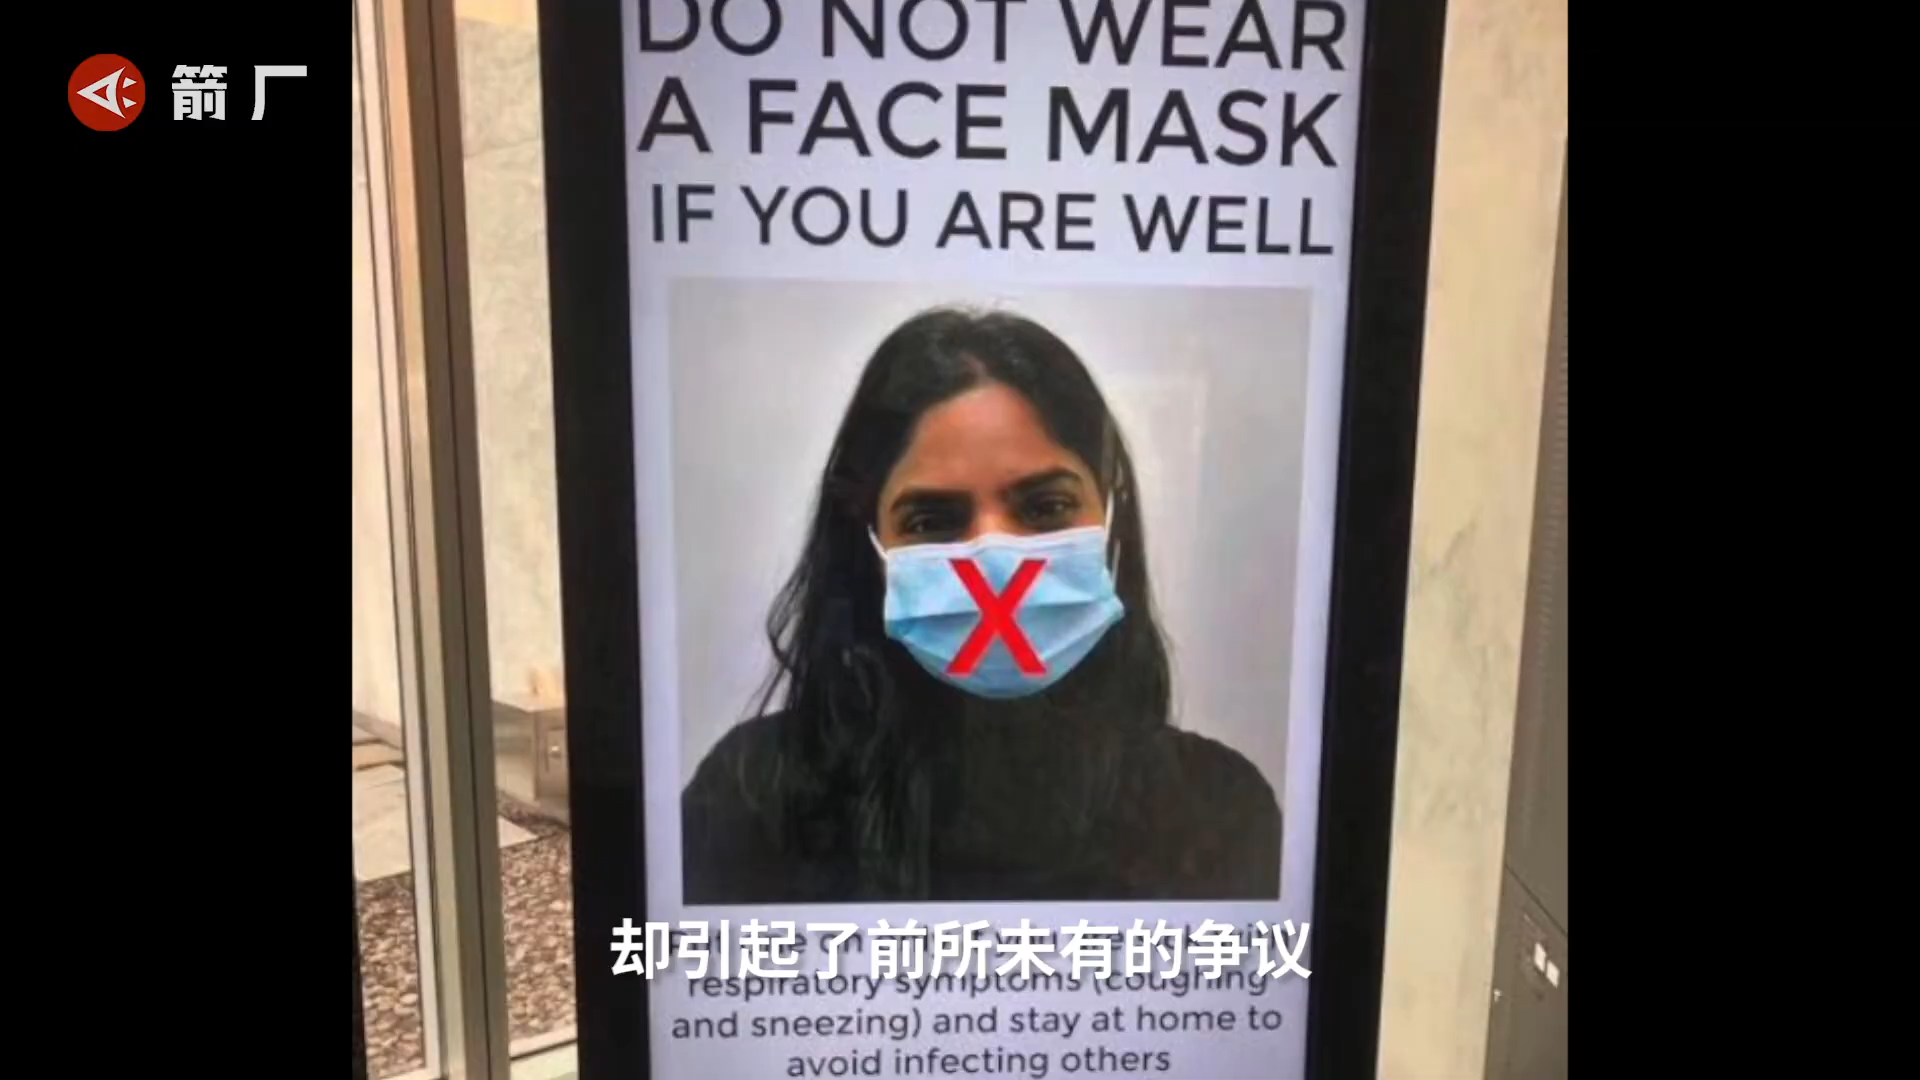 箭厂
DO NOT WEAR
A FACE MASK
IF YOU ARE WELL
X
却引起了前所未有的争议
respiratory symptoms (coughing
and sneezing) and stay at home to
avoid infecting others